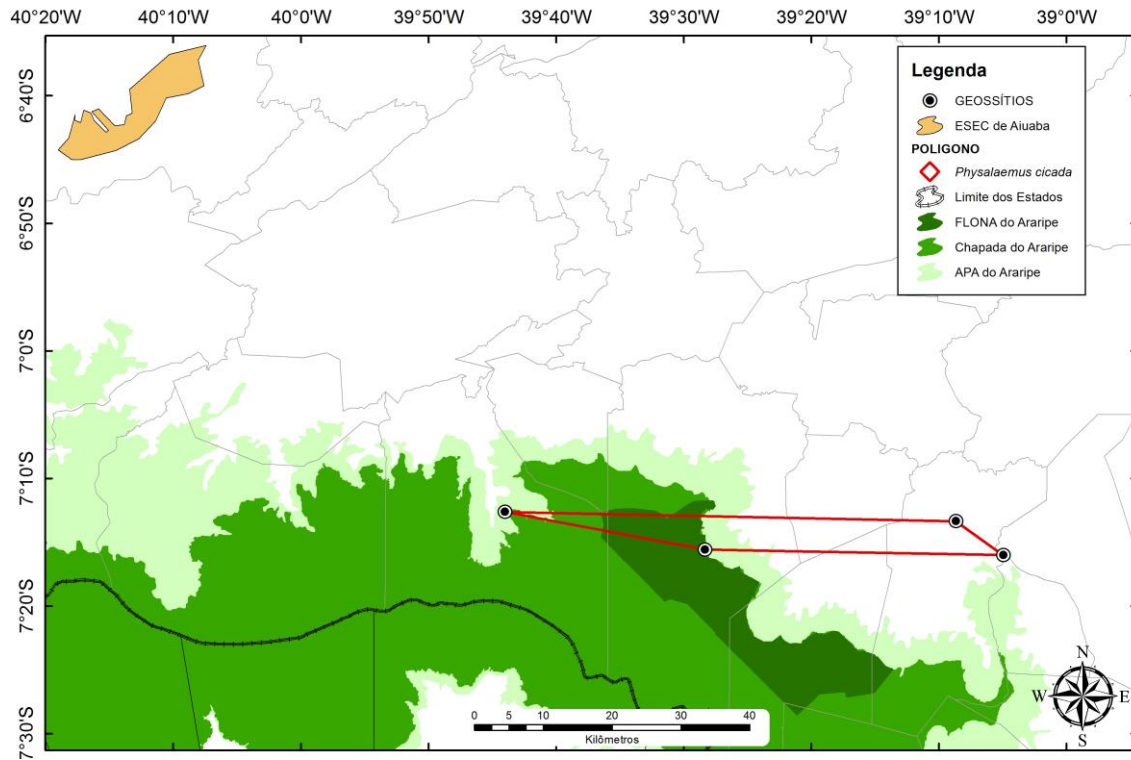 40°20'W 40°10'W 40°0'W 39°50'W 39°40'W 39°30'W 39°20'W 39°10'W 39°0'W
6°40'S
6°50'S
7°0'S
7°10'S
7°20'S
7°30'S
Legenda
GEOSSÍTIOS
ESEC de Aiuaba
POLIGONO
Physalaemus cicada
Limite dos Estados
FLONA do Araripe
Chapada do Araripe
APA do Araripe
0 5 10 20 30 40
Kilômetros
N
W E
S